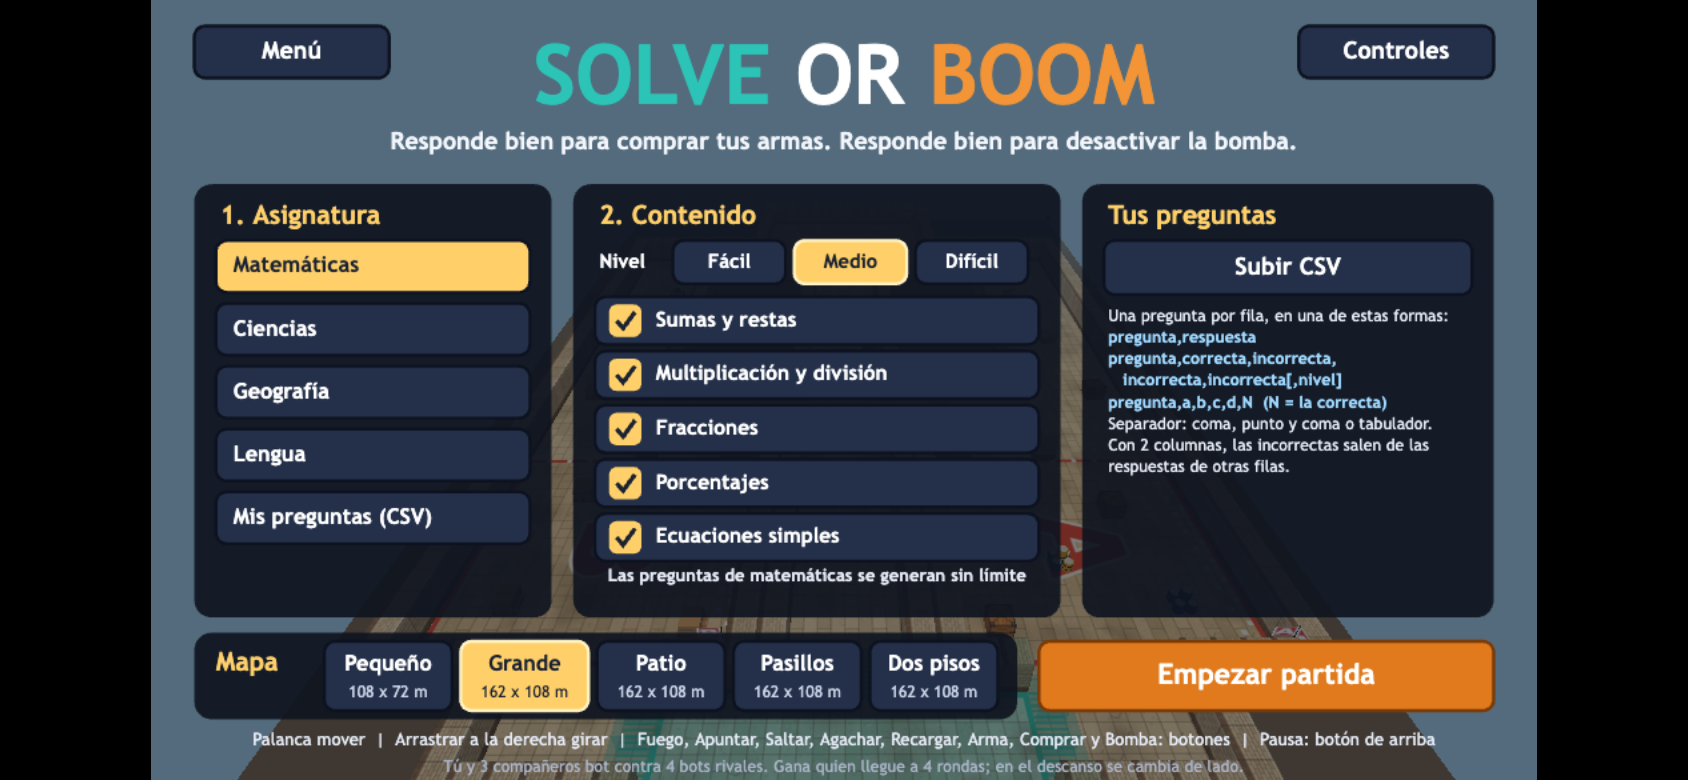 Menú
SOLVE OR BOOM
Controles
Responde bien para comprar tus armas. Responde bien para desactivar la bomba.
1. Asignatura
Matemáticas
Ciencias
Geografía
Lengua
Mis preguntas (CSV)
2. Contenido
Nivel Fácil Medio Difícil
Sumas y restas
Multiplicación y división
Fracciones
Porcentajes
Ecuaciones simples
Las preguntas de matemáticas se generan sin límite
Tus preguntas
Subir CSV
Una pregunta por fila, en una de estas formas:
pregunta,respuesta
pregunta,correcta,incorrecta,
incorrecta,incorrecta[,nivel]
pregunta,a,b,c,d,N (N = la correcta)
Separador: coma, punto y coma o tabulador.
Con 2 columnas, las incorrectas salen de las
respuestas de otras filas.
Mapa
Pequeño
108 x 72 m
Grande
162 x 108 m
Patio
162 x 108 m
Pasillos
162 x 108 m
Dos pisos
162 x 108 m
Empezar partida
Palanca mover | Arrastrar a la derecha girar | Fuego, Apuntar, Saltar, Agachar, Recargar, Arma, Comprar y Bomba: botones | Pausa: botón de arriba
Tú y 3 compañeros bot contra 4 bots rivales. Gana quien llegue a 4 rondas; en el descanso se cambia de lado.